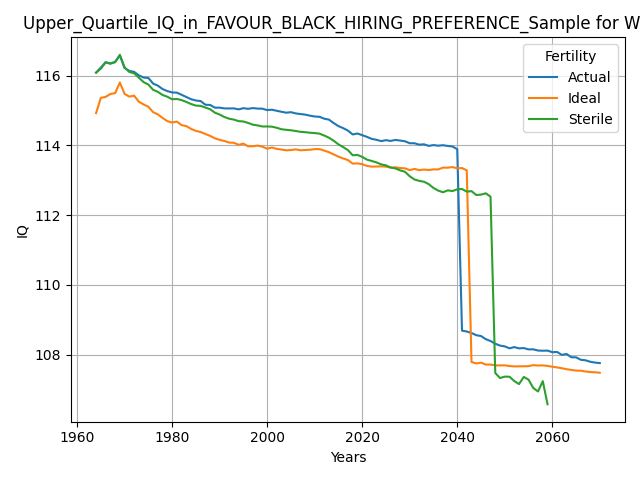 Upper_Quartile_IQ_in_FAVOUR_BLACK_HIRING_PREFERENCE_Sample for W
Fertility
Actual
Ideal
Sterile
116
114
112
110
108
IQ
1960
1980
2000
2020
2040
2060
Years